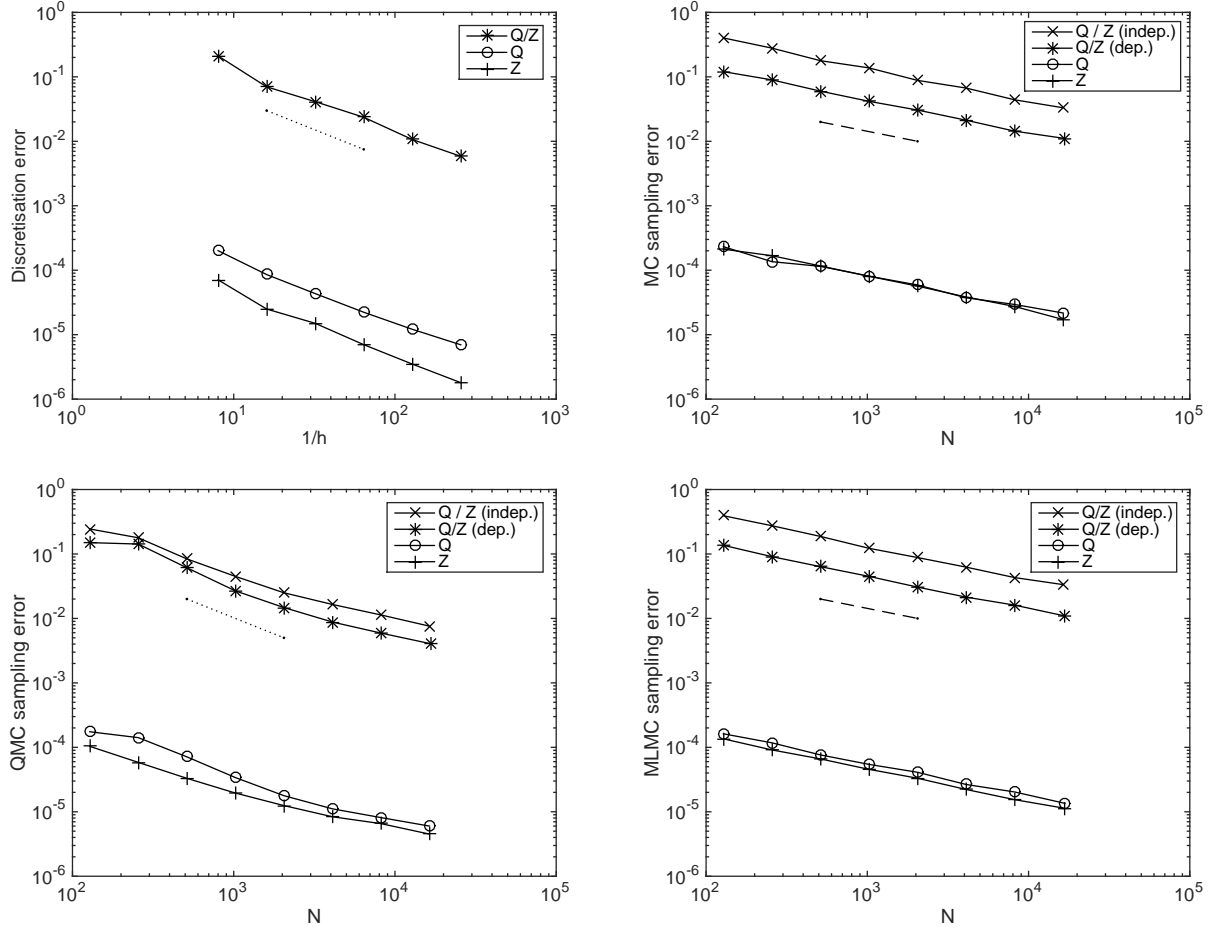 10^0
10^-1
10^-2
10^-3
10^-4
10^-5
10^-6
Discretisation error
Q/Z
Q
Z
10^0
10^1
10^2
10^3
1/h
10^0
10^-1
10^-2
10^-3
10^-4
10^-5
10^-6
MC sampling error
Q / Z (indep.)
Q/Z (dep.)
Q
Z
10^2
10^3
10^4
10^5
N
10^0
10^-1
10^-2
10^-3
10^-4
10^-5
10^-6
QMC sampling error
Q / Z (indep.)
Q/Z (dep.)
Q
Z
10^2
10^3
10^4
10^5
N
10^0
10^-1
10^-2
10^-3
10^-4
10^-5
10^-6
MLMC sampling error
Q / Z (indep.)
Q/Z (dep.)
Q
Z
10^2
10^3
10^4
10^5
N